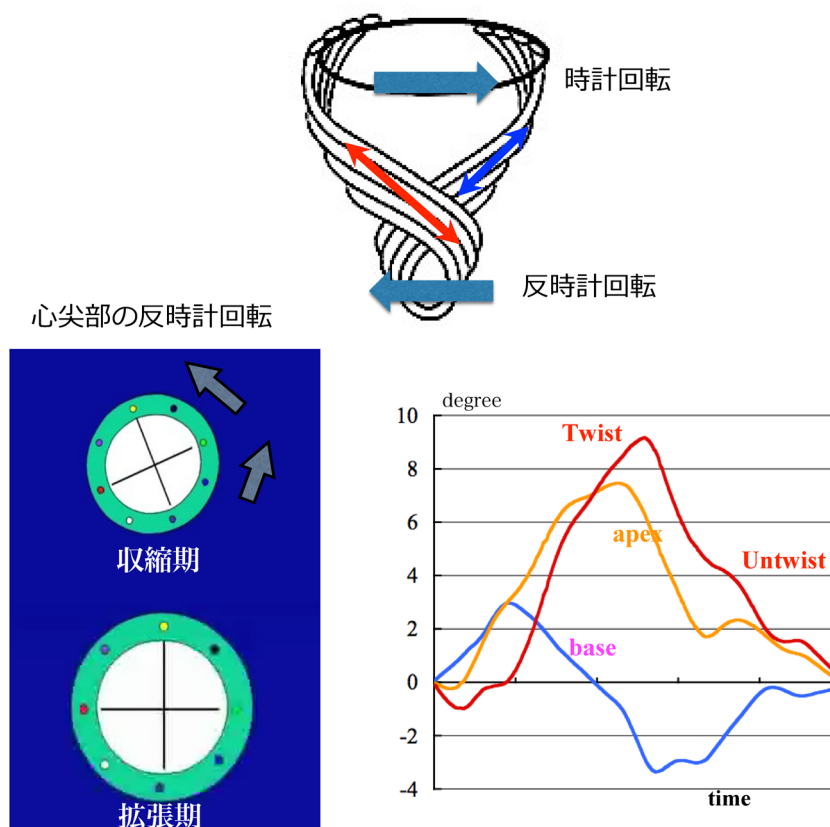 時計回転
反時計回転
心尖部の反時計回転
収縮期
拡張期
degree
10
8
6
4
2
0
-2
-4
Twist
apex
Untwist
base
time